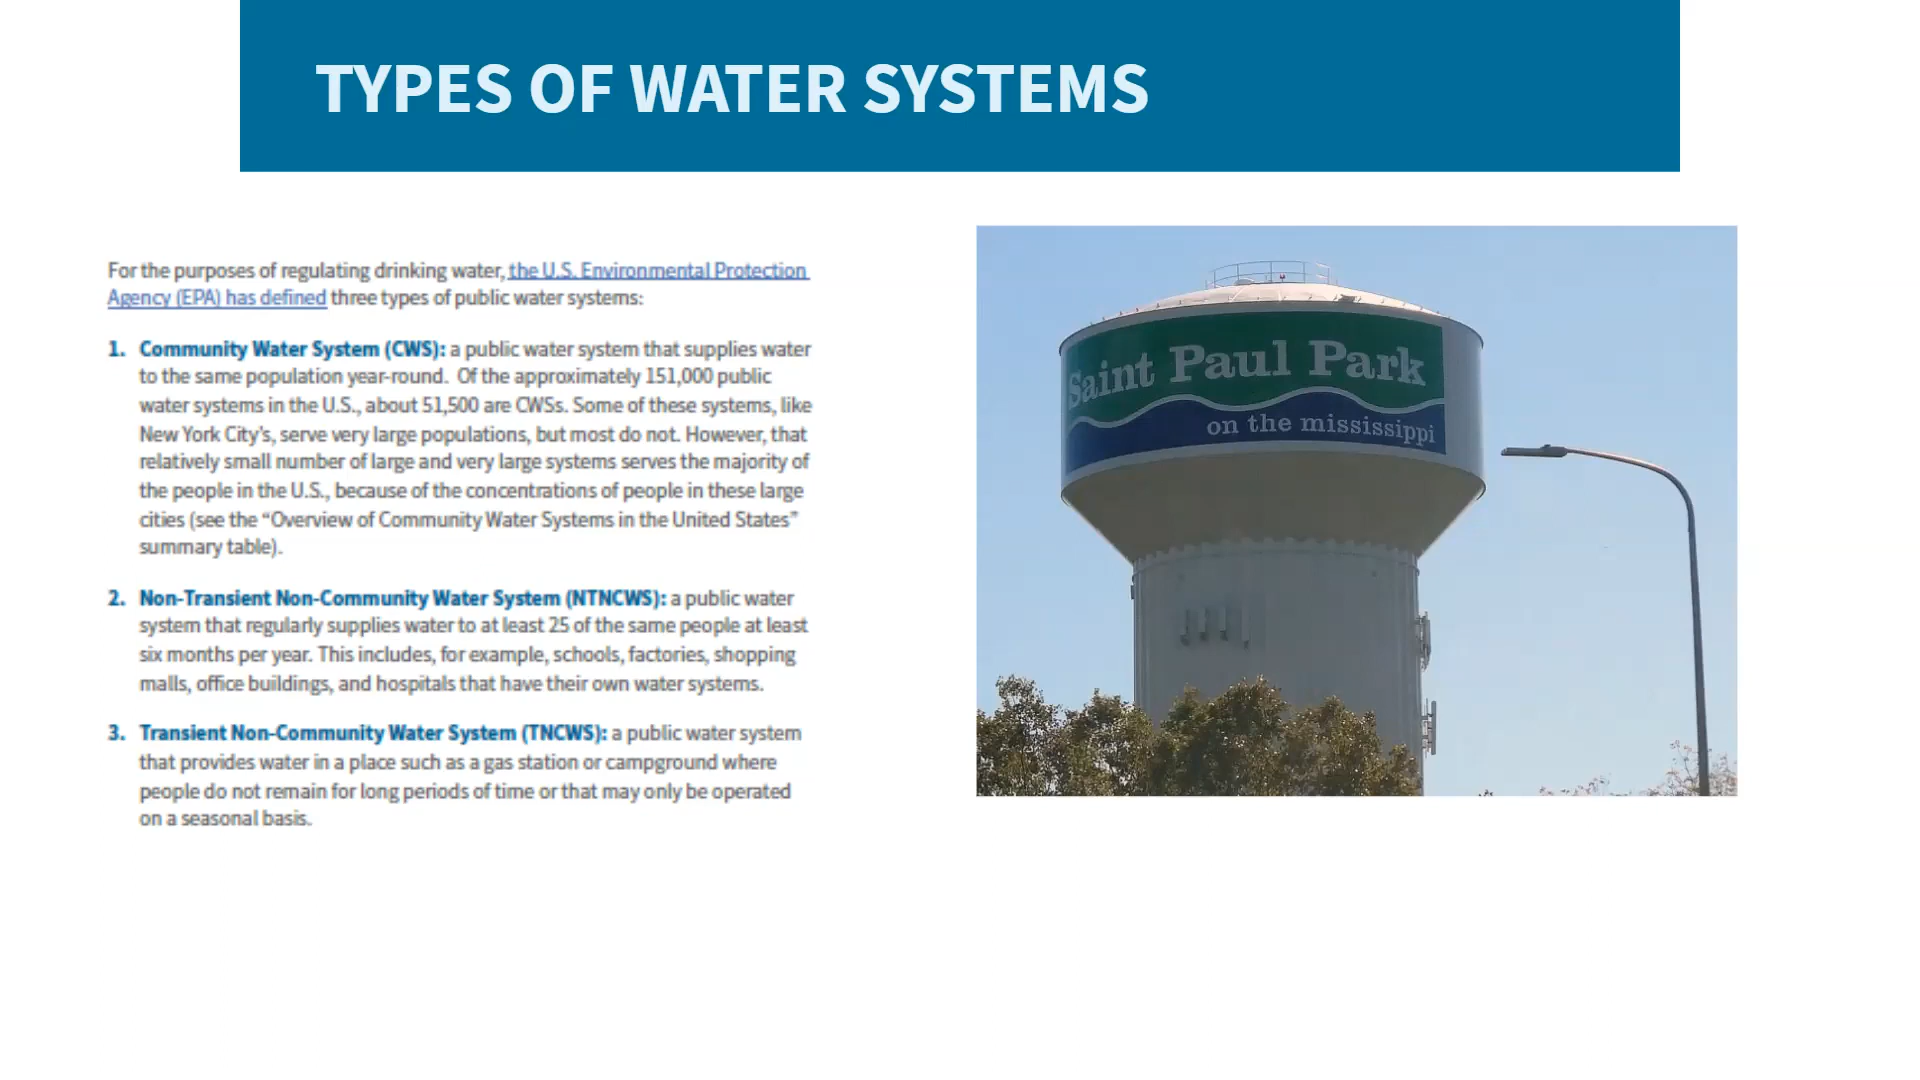 TYPES OF WATER SYSTEMS
For the purposes of regulating drinking water, the U.S. Environmental Protection
Agency (EPA) has defined three types of public water systems:
1. Community Water System (CWS): a public water system that supplies water
to the same population year-round. Of the approximately 151,000 public
water systems in the U.S., about 51,500 are CWSs. Some of these systems, like
New York City's, serve very large populations, but most do not. However, that
relatively small number of large and very large systems serves the majority of
the people in the U.S., because of the concentrations of people in these large
cities (see the “Overview of Community Water Systems in the United States”
summary table).
2. Non-Transient Non-Community Water System (NTNCWS): a public water
system that regularly supplies water to at least 25 of the same people at least
six months per year. This includes, for example, schools, factories, shopping
malls, office buildings, and hospitals that have their own water systems.
3. Transient Non-Community Water System (TNCWS): a public water system
that provides water in a place such as a gas station or campground where
people do not remain for long periods of time or that may only be operated
on a seasonal basis.
Saint Paul Park
on the mississippi